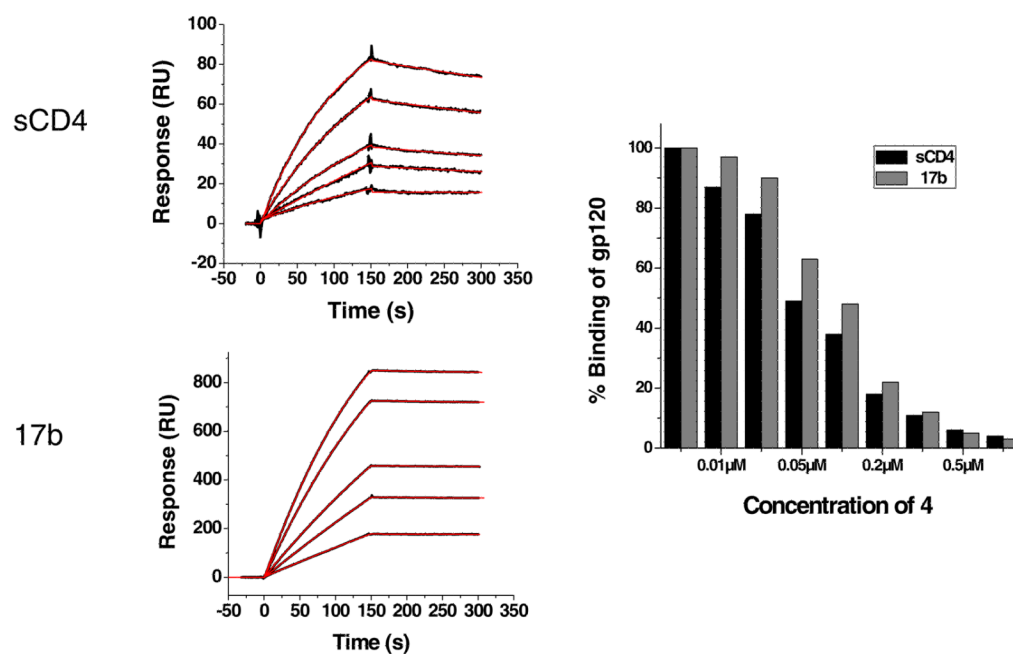 sCD4
Response (RU)
100
80
60
40
20
0
-20
-50 0 50 100 150 200 250 300 350
Time (s)
17b
Response (RU)
800
600
400
200
0
-50 0 50 100 150 200 250 300 350
Time (s)
% Binding of gp120
100
80
60
40
20
0
sCD4
17b
0.01µM 0.05µM 0.2µM 0.5µM
Concentration of 4